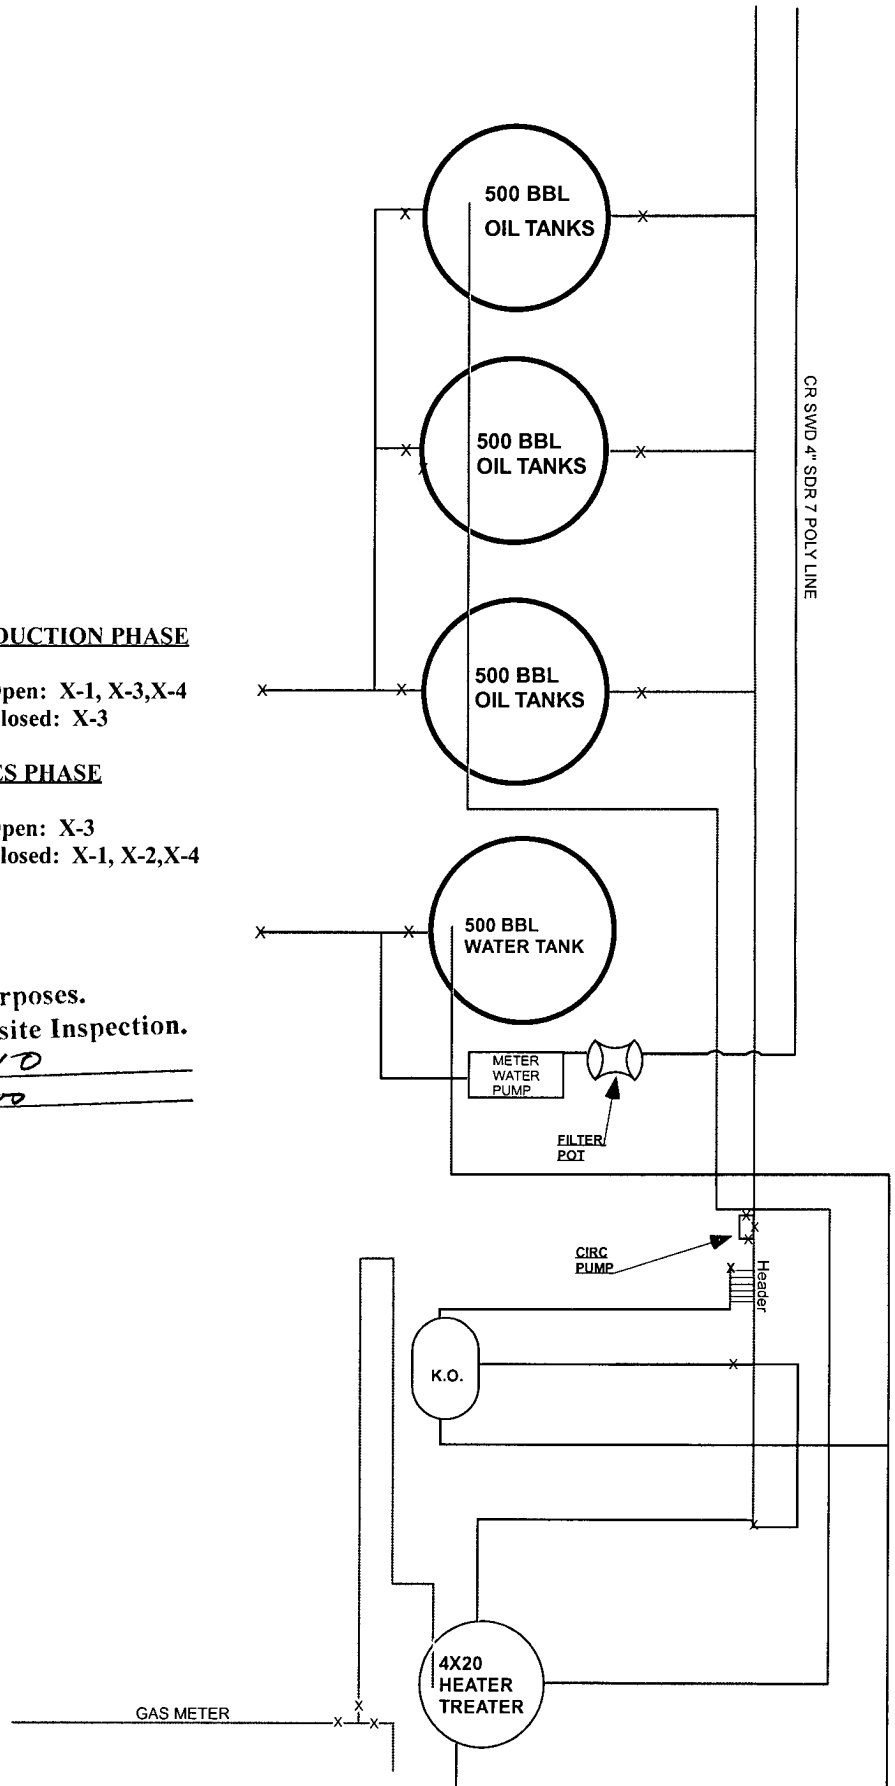 500 BBL
OIL TANKS
500 BBL
OIL TANKS
CR SWD 4" SDR 7 POLY LINE
DUCTION PHASE
pen: X-1, X-3,X-4
losed: X-3
500 BBL
OIL TANKS
ES PHASE
pen: X-3
losed: X-1, X-2,X-4
500 BBL
WATER TANK
rposes.
site Inspection.
METER
WATER
PUMP
FILTER
POT
CIRC
PUMP
Header
K.O.
4X20
HEATER
TREATER
GAS METER